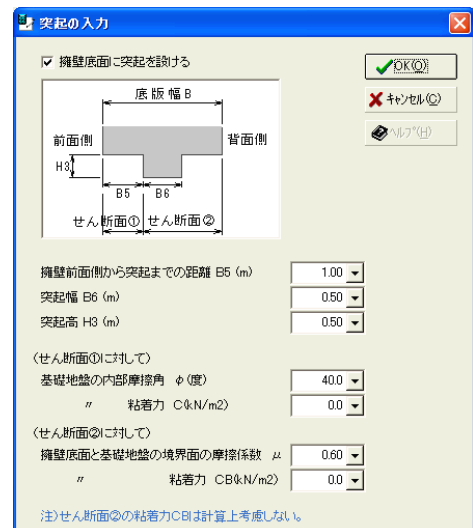 突起の入力
擁壁底面に突起を設ける
OK(O)
キャンセル(C)
ヘルプ(H)
底版幅B
前面側
背面側
H3
B5
B6
せん断面①
せん断面②
擁壁前面側から突起までの距離 B5 (m)
1.00
突起幅 B6 (m)
0.50
突起高 H3 (m)
0.50
(せん断面①に対して)
基礎地盤の内部摩擦角 φ(度)
40.0
〃 粘着力 C(kN/m2)
0.0
(せん断面②に対して)
擁壁底面と基礎地盤の境界面の摩擦係数 μ
0.60
〃 粘着力 CB(kN/m2)
0.0
注)せん断面②の粘着力CBは計算上考慮しない。